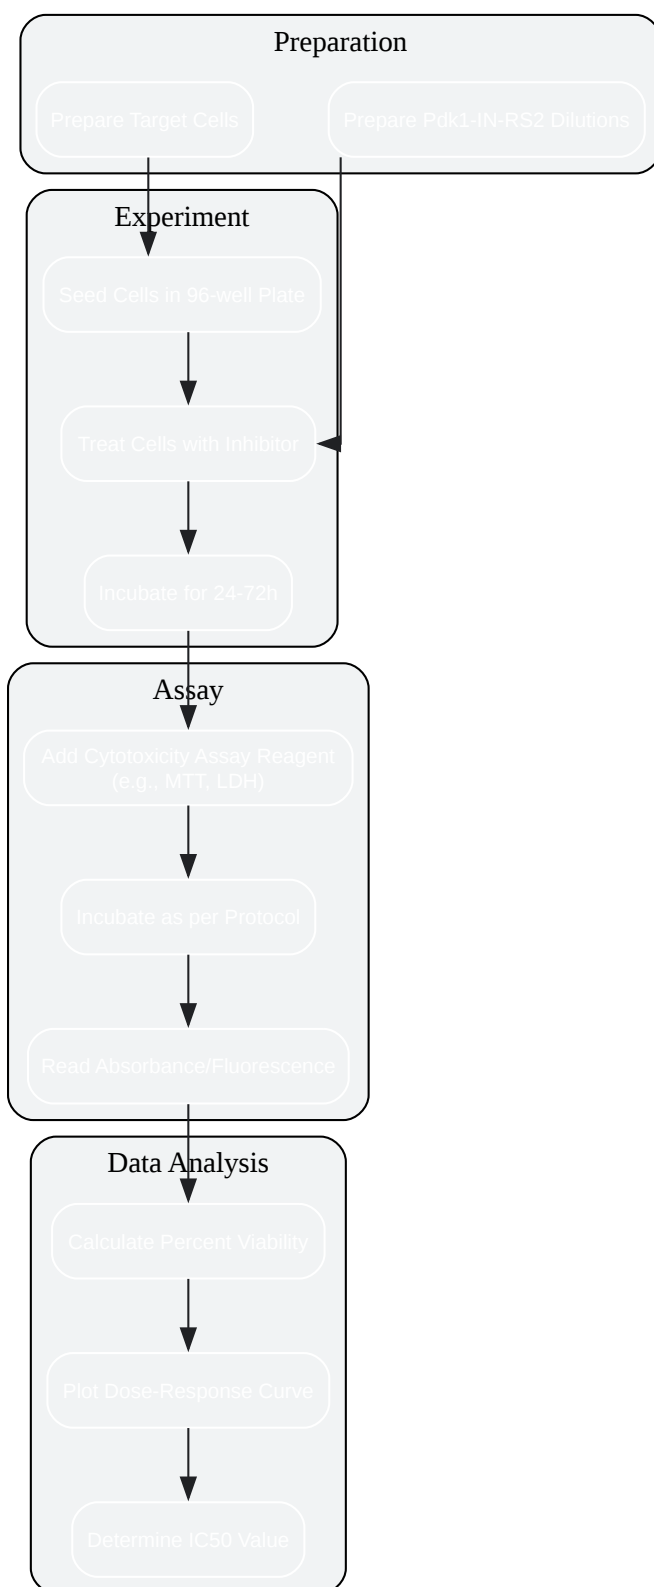 Preparation
Prepare Target Cells
Prepare Pdk1-IN-RS2 Dilutions
Experiment
Seed Cells in 96-well Plate
Treat Cells with Inhibitor
Incubate for 24-72h
Assay
Add Cytotoxicity Assay Reagent
(e.g., MTT, LDH)
Incubate as per Protocol
Read Absorbance/Fluorescence
Data Analysis
Calculate Percent Viability
Plot Dose-Response Curve
Determine IC50 Value